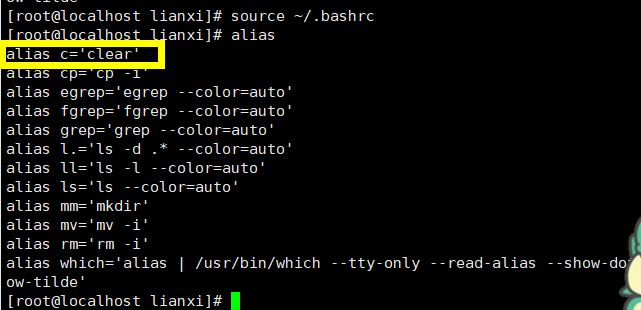 ow-tilde'
[root@localhost lianxi]# source ~/.bashrc
[root@localhost lianxi]# alias
alias c='clear'
alias cp='cp -i'
alias egrep='egrep --color=auto'
alias fgrep='fgrep --color=auto'
alias grep='grep --color=auto'
alias l.='ls -d .* --color=auto'
alias ll='ls -l --color=auto'
alias ls='ls --color=auto'
alias mm='mkdir'
alias mv='mv -i'
alias rm='rm -i'
alias which='alias | /usr/bin/which --tty-only --read-alias --show-do
ow-tilde'
[root@localhost lianxi]#